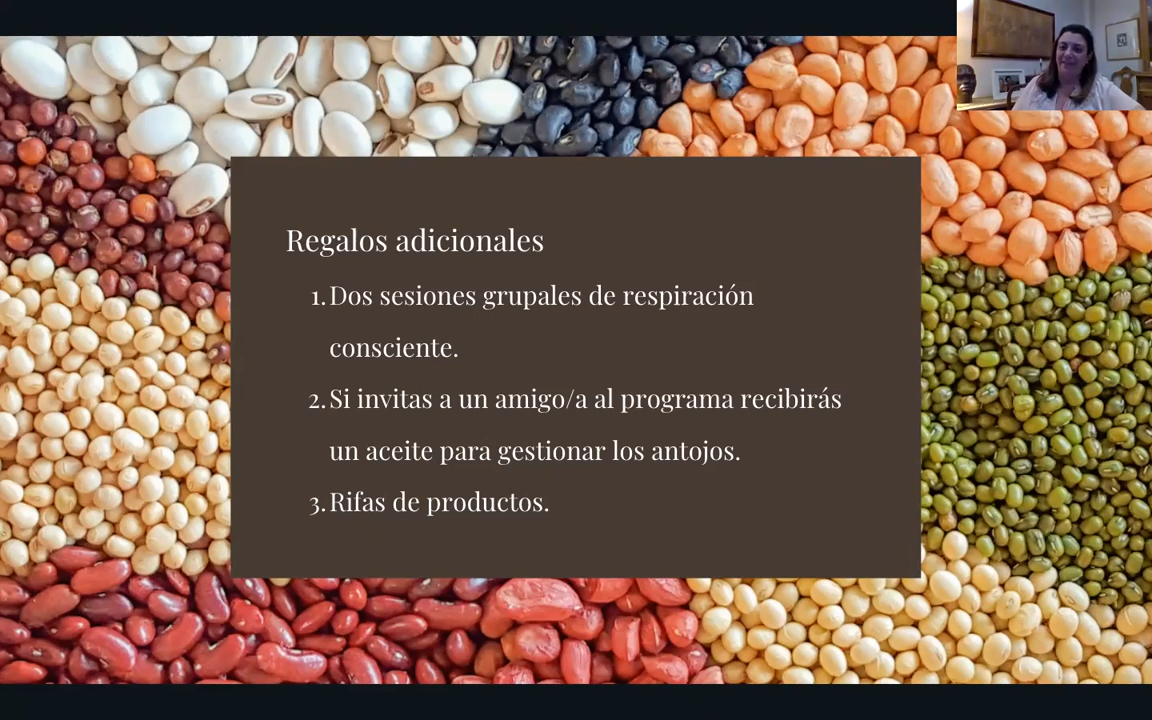 Regalos adicionales
1. Dos sesiones grupales de respiración
consciente.
2. Si invitas a un amigo/a al programa recibirás
un aceite para gestionar los antojos.
3. Rifas de productos.